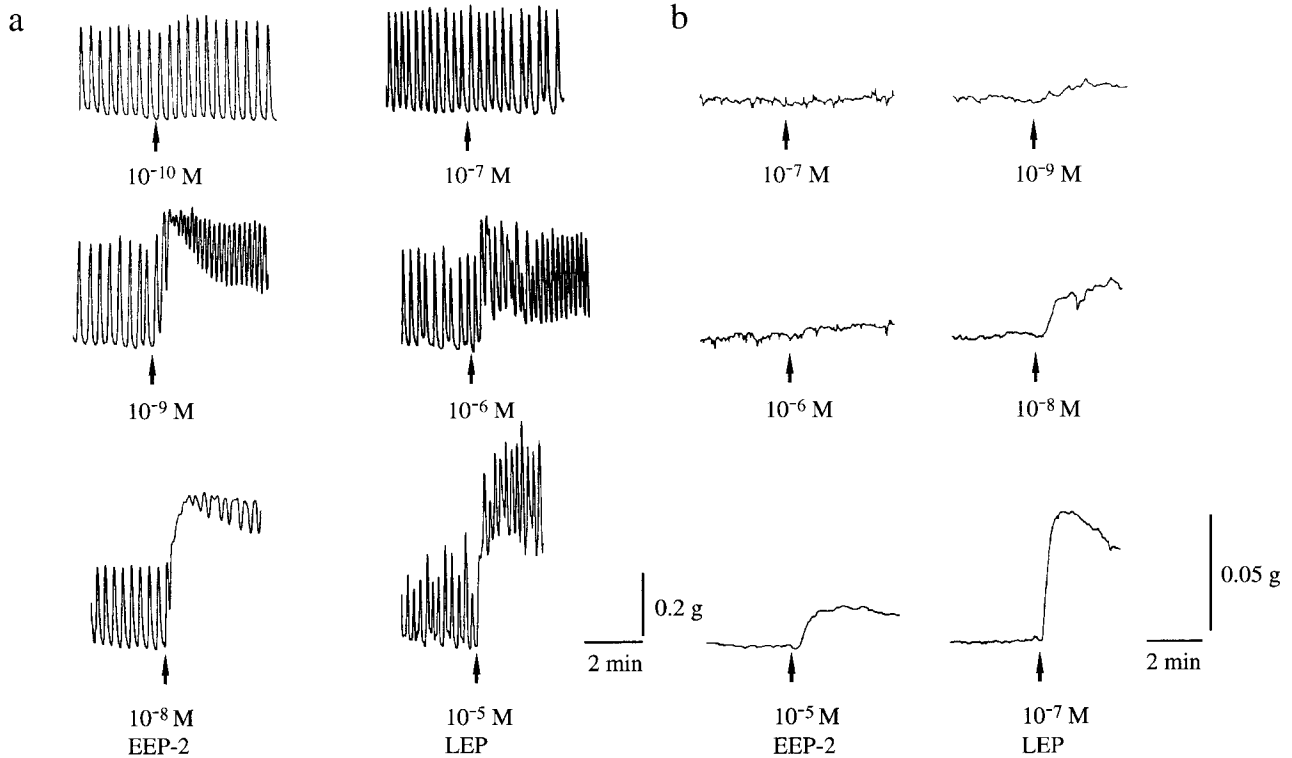 a
b
10⁻¹⁰ M
10⁻⁷ M
10⁻⁷ M
10⁻⁹ M
10⁻⁹ M
10⁻⁶ M
10⁻⁶ M
10⁻⁸ M
0.2 g
2 min
0.05 g
2 min
10⁻⁸ M
EEP-2
10⁻⁵ M
LEP
10⁻⁵ M
EEP-2
10⁻⁷ M
LEP